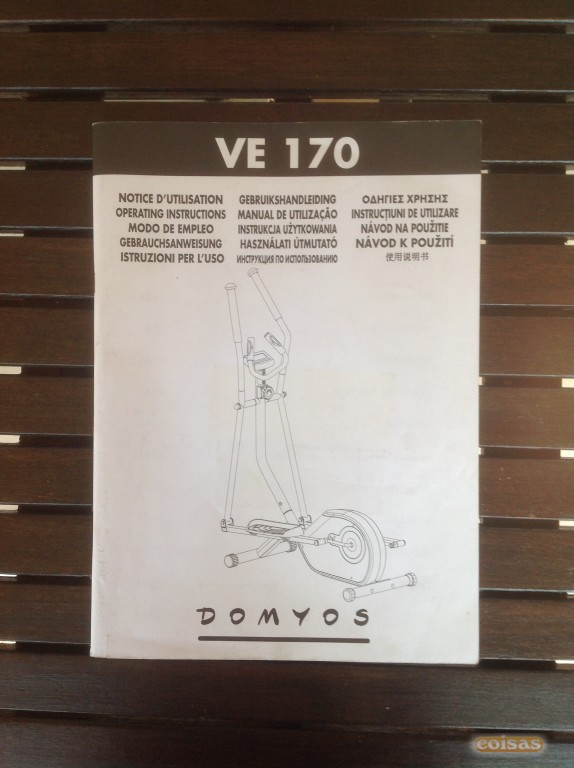 VE 170
NOTICE D'UTILISATION
OPERATING INSTRUCTIONS
MODO DE EMPLEO
GEBRAUCHSANWEISUNG
ISTRUZIONI PER L'USO
GEBRUIKSHANDLEIDING
MANUAL DE UTILIZAÇÃO
INSTRUKCJA UŻYTKOWANIA
HASZNÁLATI ÚTMUTATÓ
ИНСТРУКЦИЯ ПО ИСПОЛЬЗОВАНИЮ
ΟΔΗΓΙΕΣ ΧΡΗΣΗΣ
INSTRUCŢIUNI DE UTILIZARE
NÁVOD NA POUŽITIE
NÁVOD K POUŽITÍ
使用说明书
DOMYOS
coisas